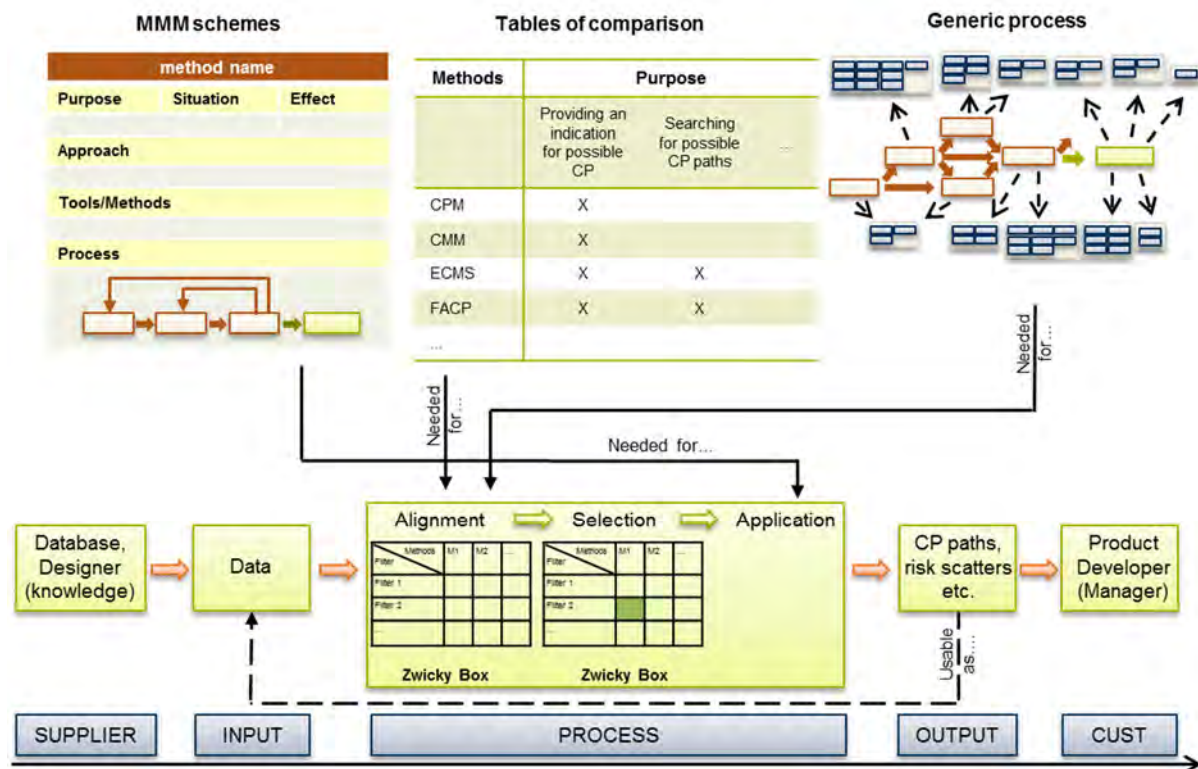 MMM schemes
method name
Purpose Situation Effect
Approach
Tools/Methods
Process
Tables of comparison
Methods Purpose
Providing an
indication
for possible
CP
Searching
for possible
CP paths
...
CPM X
CMM X
ECMS X X
FACP X X
...
Generic process
Needed
for...
Needed
for...
Needed for...
Database,
Designer
(knowledge)
Data
Alignment
Methods M1 M2 ....
Filter
Filter 1
Filter 2
...
Zwicky Box
Selection
Methods M1 M2 ....
Filter
Filter 1
Filter 2
...
Zwicky Box
Application
CP paths,
risk scatters
etc.
Product
Developer
(Manager)
Usable
as....
SUPPLIER
INPUT
PROCESS
OUTPUT
CUST